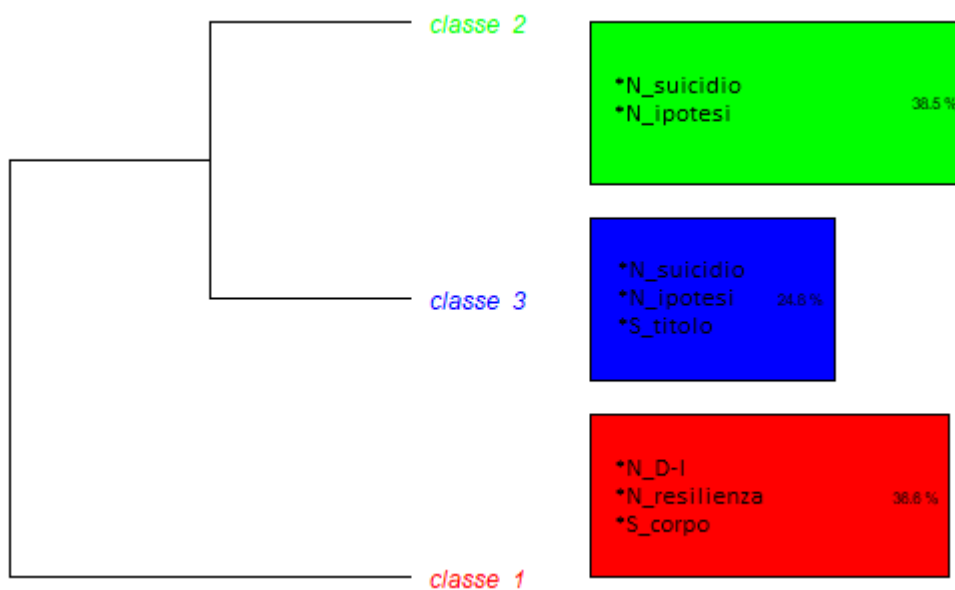 classe 2
*N_suicidio
*N_ipotesi
38.5 %
classe 3
*N_suicidio
*N_ipotesi
24.8 %
*S_titolo
*N_D-I
*N_resilienza
36.6 %
*S_corpo
classe 1